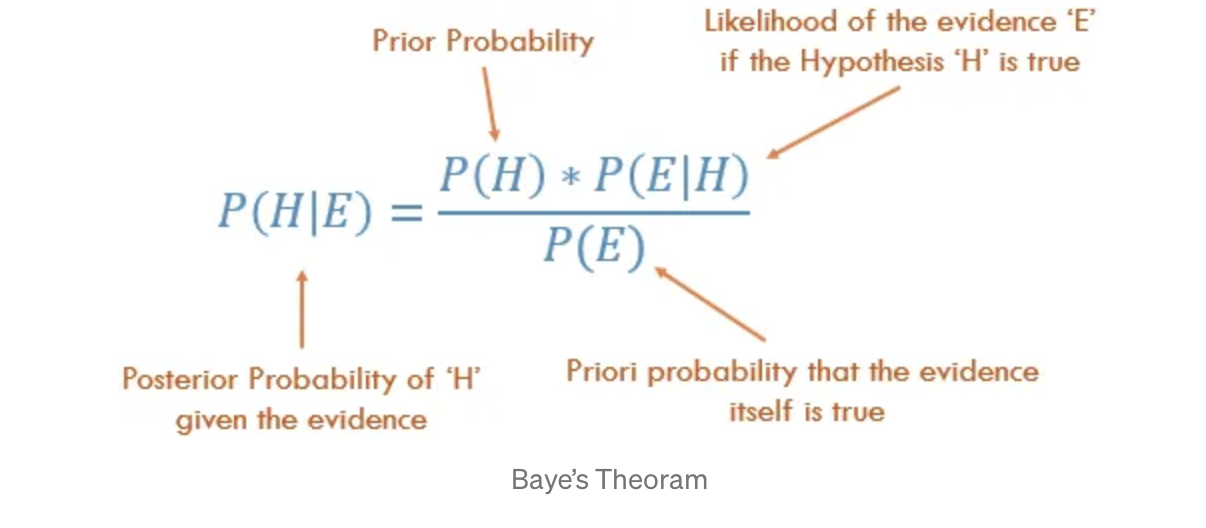 Prior Probability
Likelihood of the evidence ‘E’
if the Hypothesis ‘H’ is true
P(H|E) = P(H) * P(E|H)
P(E)
Posterior Probability of ‘H’
given the evidence
Priori probability that the evidence
itself is true
Baye’s Theoram